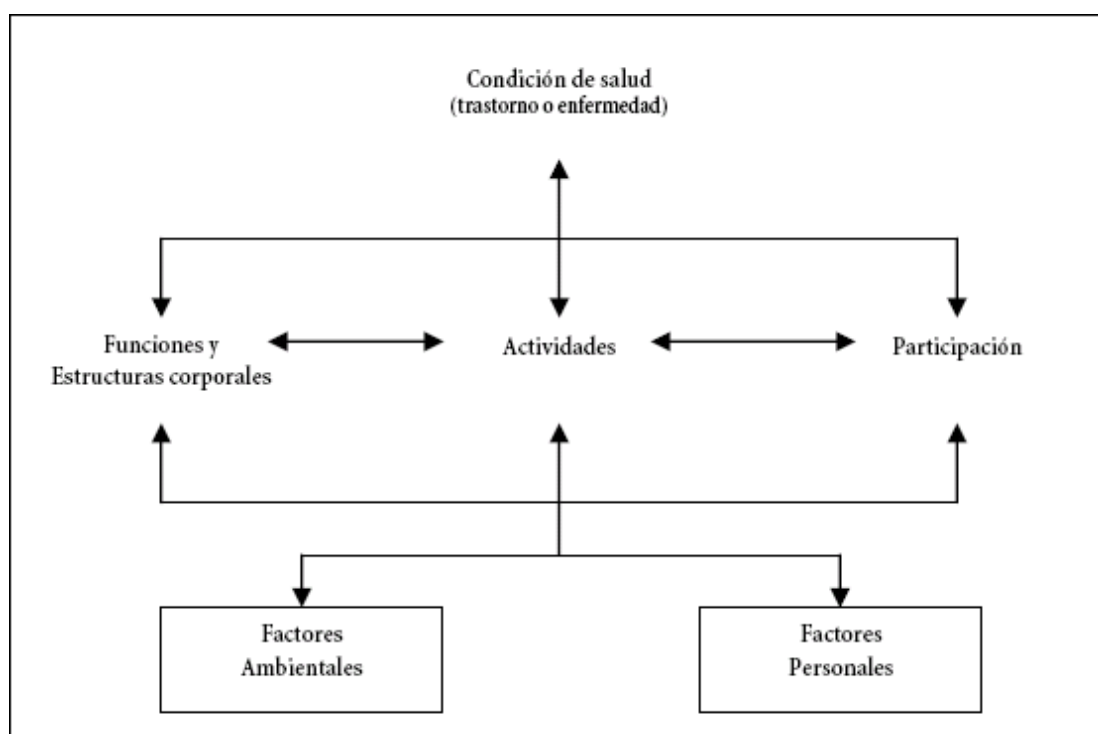 Condición de salud
(trastorno o enfermedad)
Funciones y
Estructuras corporales
Actividades
Participación
Factores
Ambientales
Factores
Personales